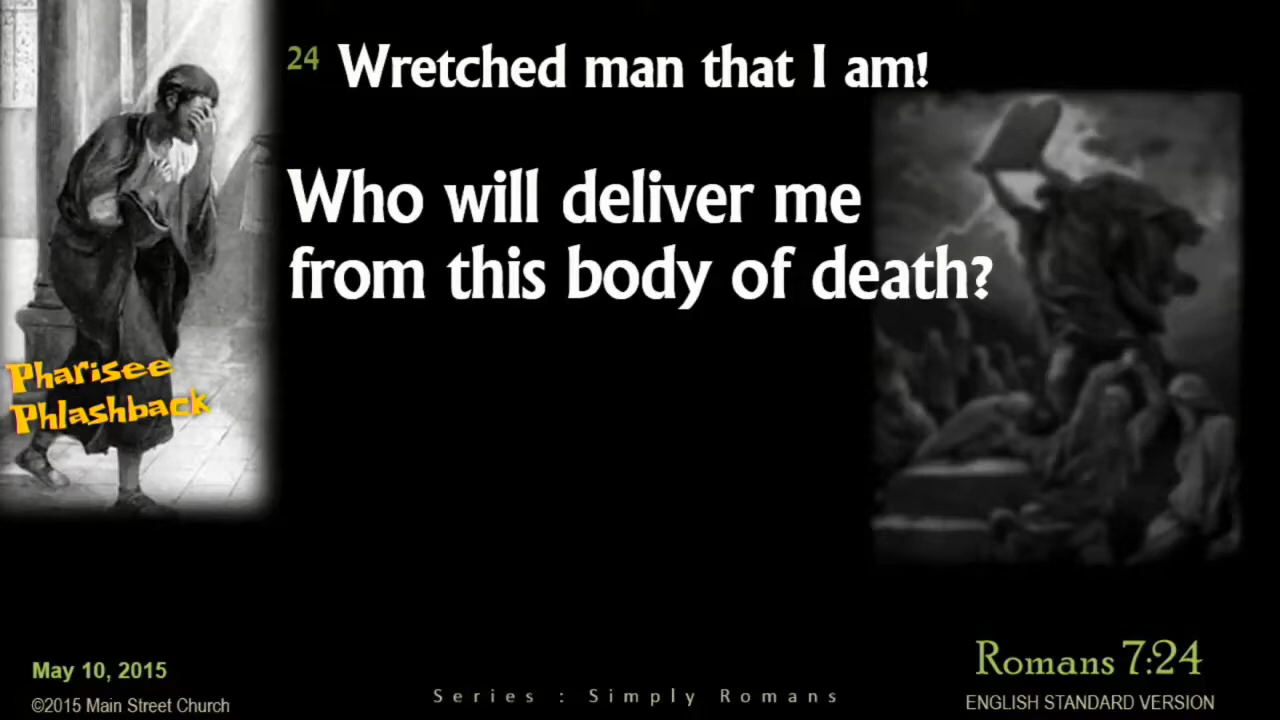 24 Wretched man that I am!
Who will deliver me
from this body of death?
Pharisee
Phlashback
May 10, 2015
©2015 Main Street Church
Series : Simply Romans
Romans 7:24
ENGLISH STANDARD VERSION